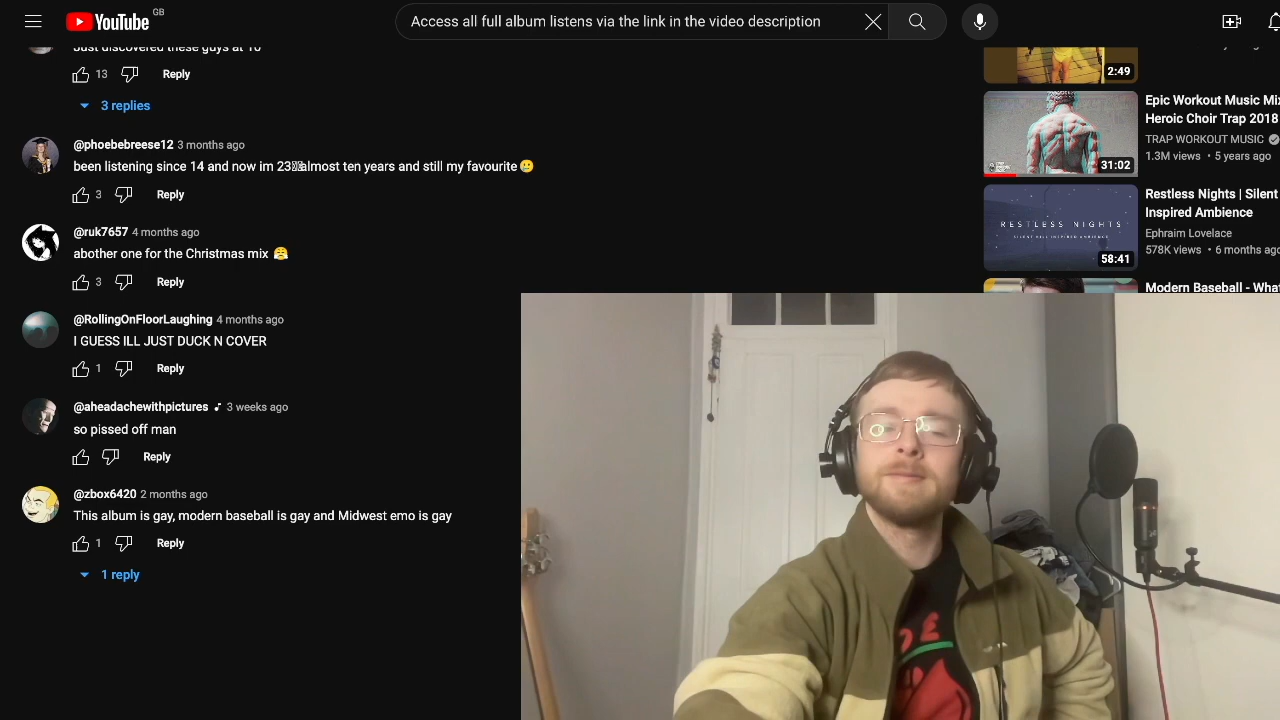 YouTube GB
Access all full album listens via the link in the video description
Just discovered these guys at 16
13 Reply
3 replies
@phoebebreese12 3 months ago
been listening since 14 and now im 23 almost ten years and still my favourite🥲
3 Reply
@ruk7657 4 months ago
abother one for the Christmas mix 😤
3 Reply
@RollingOnFloorLaughing 4 months ago
I GUESS ILL JUST DUCK N COVER
1 Reply
@aheadachewithpictures 3 weeks ago
so pissed off man
Reply
@zbox6420 2 months ago
This album is gay, modern baseball is gay and Midwest emo is gay
1 Reply
1 reply
2:49
Epic Workout Music Mix
Heroic Choir Trap 2018
TRAP WORKOUT MUSIC
1.3M views • 5 years ago
31:02
Restless Nights | Silent
Inspired Ambience
Ephraim Lovelace
578K views • 6 months ago
RESTLESS NIGHTS
SILENT HILL INSPIRED AMBIENCE
58:41
Modern Baseball - What